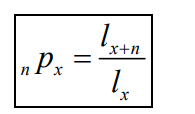 ₙpₓ = lₓ₊ₙ / lₓ